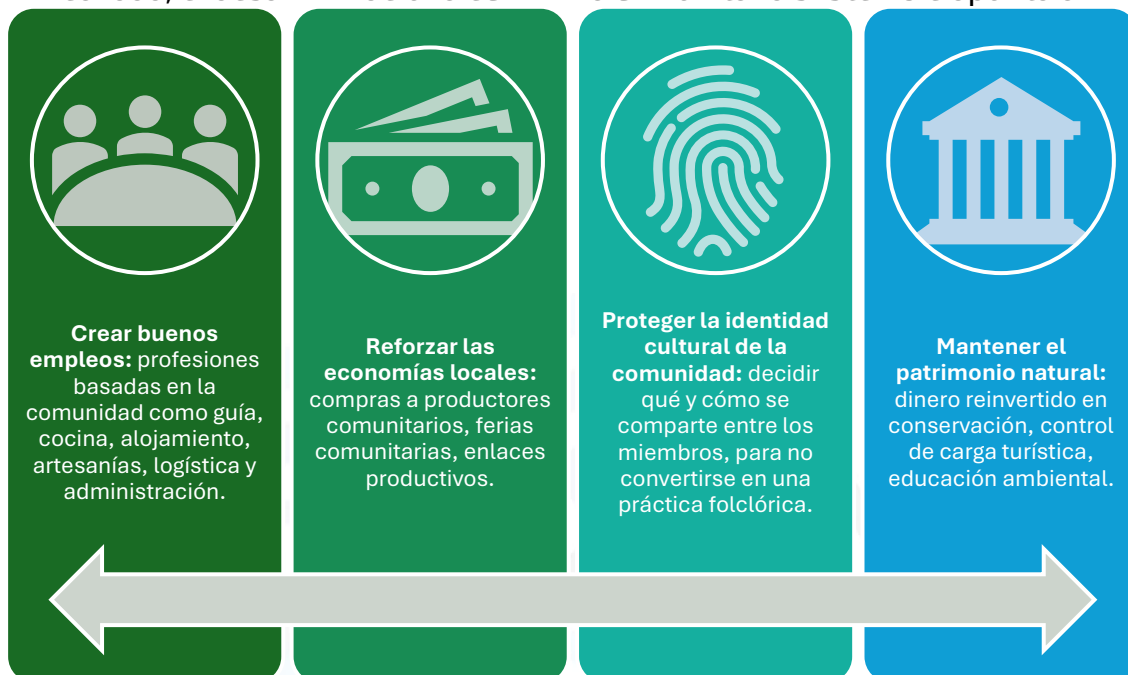 Crear buenos
empleos: profesiones
basadas en la
comunidad como guía,
cocina, alojamiento,
artesanías, logística y
administración.
Reforzar las
economías locales:
compras a productores
comunitarios, ferias
comunitarias, enlaces
productivos.
Proteger la identidad
cultural de la
comunidad: decidir
qué y cómo se
comparte entre los
miembros, para no
convertirse en una
práctica folclórica.
Mantener el
patrimonio natural:
dinero reinvertido en
conservación, control
de carga turística,
educación ambiental.